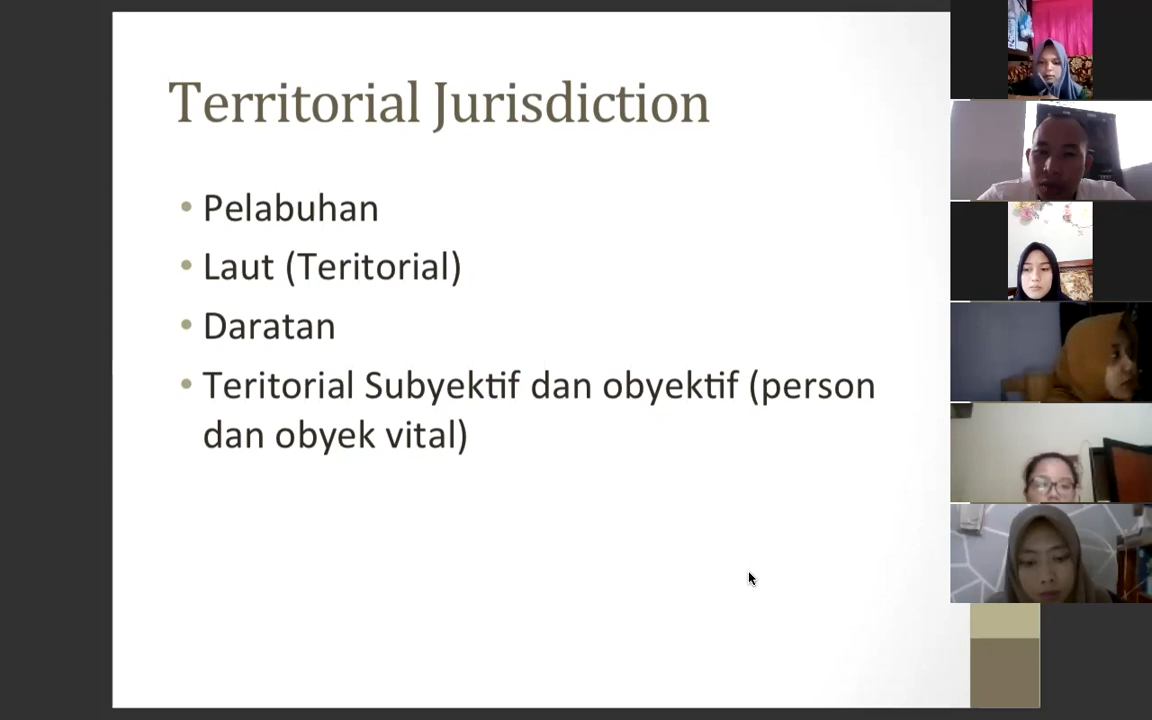 Territorial Jurisdiction
• Pelabuhan
• Laut (Teritorial)
• Daratan
• Teritorial Subyektif dan obyektif (person
dan obyek vital)